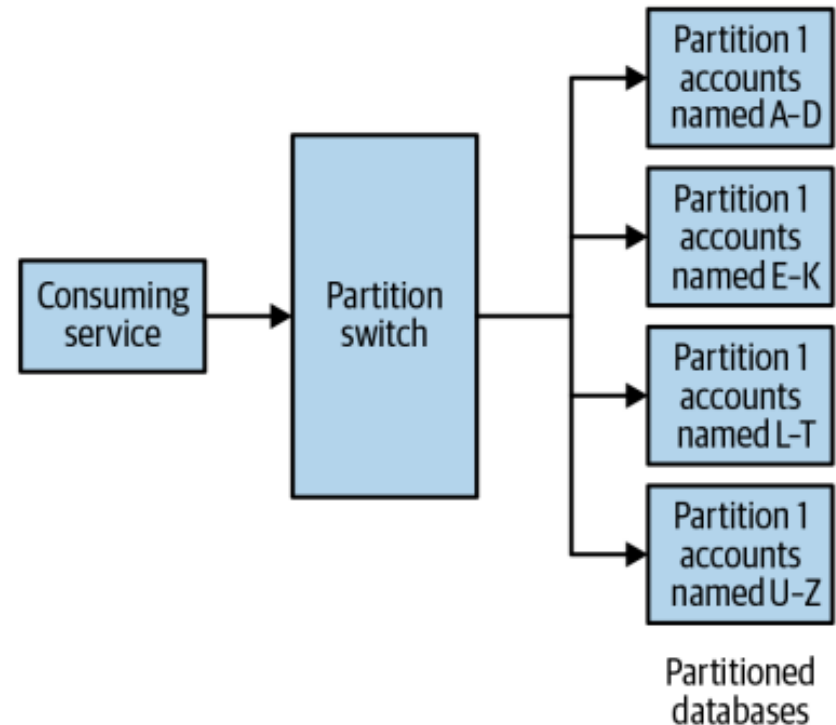 Consuming
service
Partition
switch
Partition 1
accounts
named A–D
Partition 1
accounts
named E–K
Partition 1
accounts
named L–T
Partition 1
accounts
named U–Z
Partitioned
databases